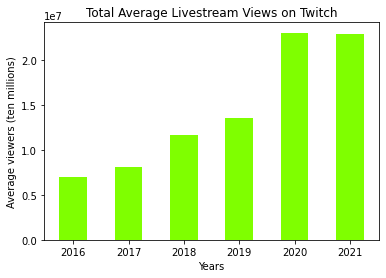 Total Average Livestream Views on Twitch
1e7
Average viewers (ten millions)
2.0
1.5
1.0
0.5
0.0
2016 2017 2018 2019 2020 2021
Years